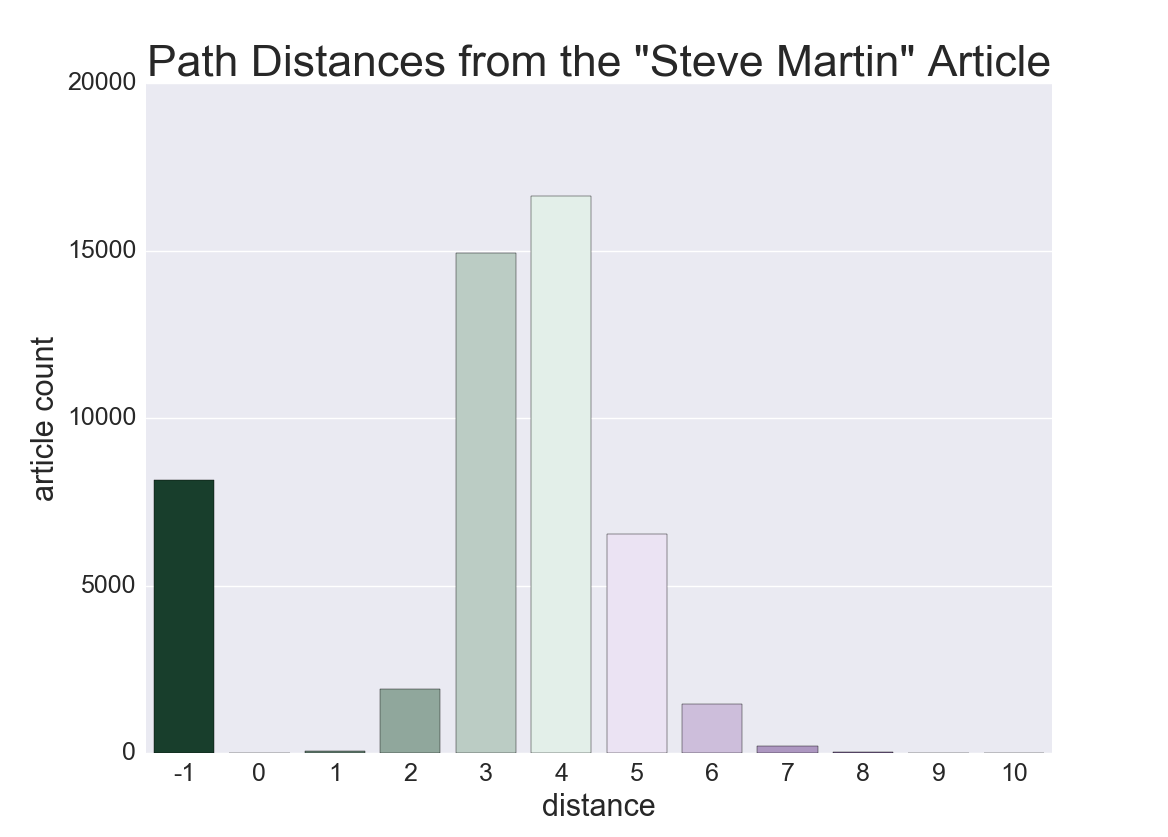 Path Distances from the "Steve Martin" Article
20000
15000
10000
5000
0
article count
-1 0 1 2 3 4 5 6 7 8 9 10
distance